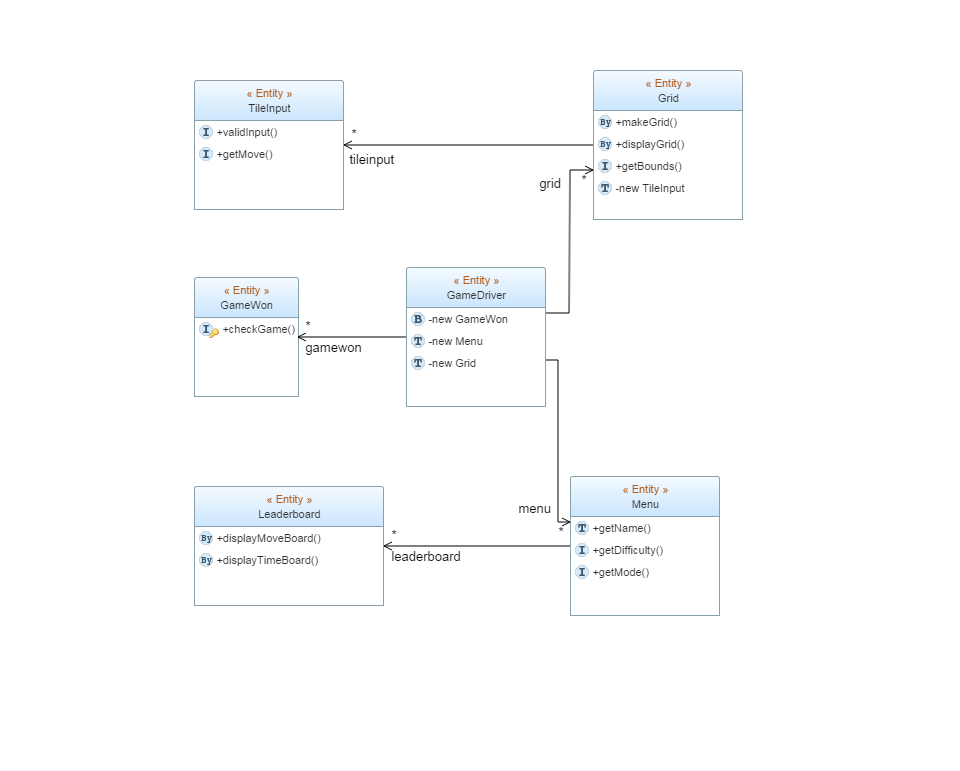 « Entity »
TileInput
I +validInput()
I +getMove()
* 
tileinput
« Entity »
Grid
By +makeGrid()
By +displayGrid()
I +getBounds()
T -new TileInput
grid
*
« Entity »
GameWon
I +checkGame()
*
gamewon
« Entity »
GameDriver
B -new GameWon
T -new Menu
T -new Grid
« Entity »
Leaderboard
By +displayMoveBoard()
By +displayTimeBoard()
*
leaderboard
menu
*
« Entity »
Menu
T +getName()
I +getDifficulty()
I +getMode()